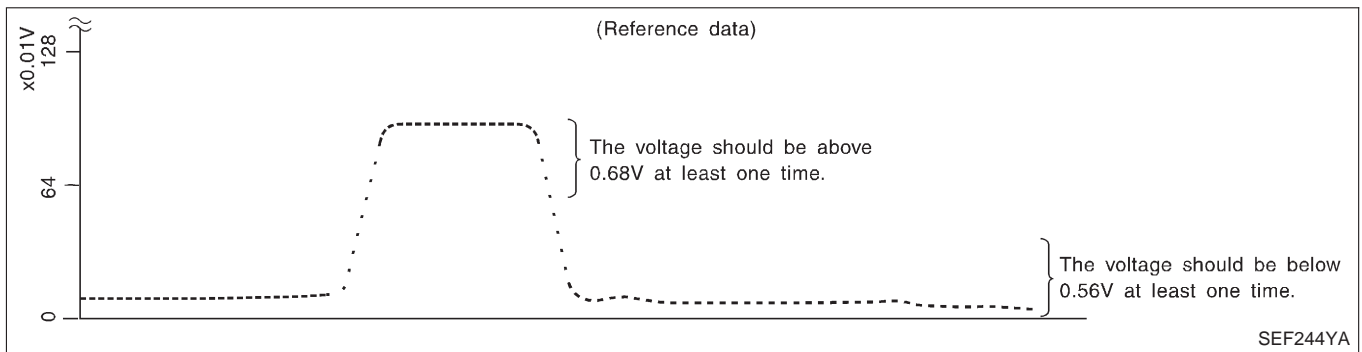 (Reference data)
x0.01V
128
64
0
The voltage should be above
0.68V at least one time.
The voltage should be below
0.56V at least one time.
SEF244YA